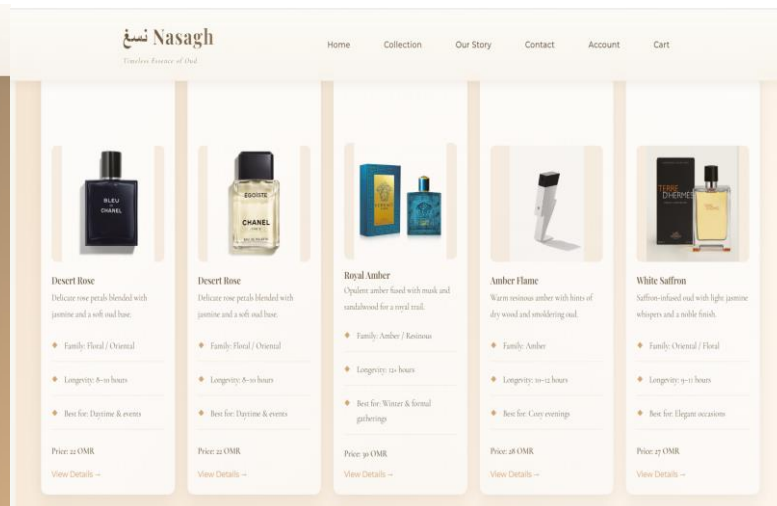 نسغ Nasagh
Timeless Essence of Oud
Home Collection Our Story Contact Account Cart
BLEU
DE
CHANEL
EGOISTE
CHANEL
PARIS
TERRE
D'HERMES
Desert Rose
Delicate rose petals blended with
jasmine and a soft oud base.
Family: Floral / Oriental
Longevity: 8–10 hours
Best for: Daytime & events
Price: 22 OMR
View Details →
Desert Rose
Delicate rose petals blended with
jasmine and a soft oud base.
Family: Floral / Oriental
Longevity: 8–10 hours
Best for: Daytime & events
Price: 22 OMR
View Details →
Royal Amber
Opulent amber fused with musk and
sandalwood for a royal trail.
Family: Amber / Resinous
Longevity: 12+ hours
Best for: Winter & formal
gatherings
Price: 30 OMR
View Details →
Amber Flame
Warm resinous amber with hints of
dry wood and smoldering oud.
Family: Amber
Longevity: 10–12 hours
Best for: Cozy evenings
Price: 28 OMR
View Details →
White Saffron
Saffron-infused oud with light jasmine
whispers and a noble finish.
Family: Oriental / Floral
Longevity: 9–11 hours
Best for: Elegant occasions
Price: 27 OMR
View Details →